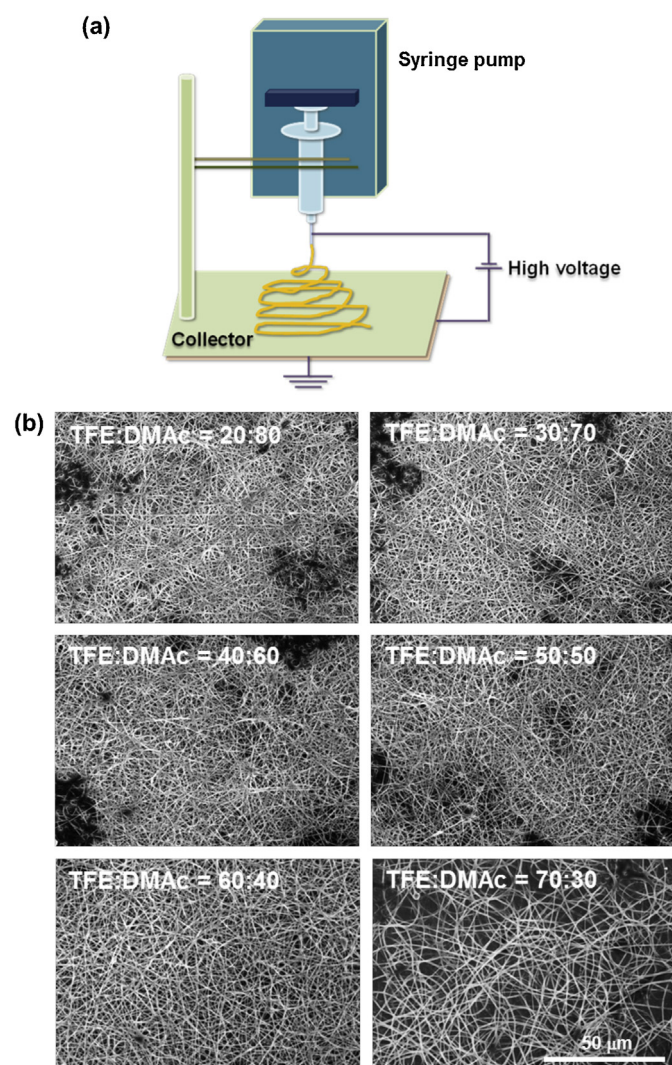 (a)
Syringe pump
High voltage
Collector
(b)
TFE:DMAc = 20:80
TFE:DMAc = 30:70
TFE:DMAc = 40:60
TFE:DMAc = 50:50
TFE:DMAc = 60:40
TFE:DMAc = 70:30
50 μm